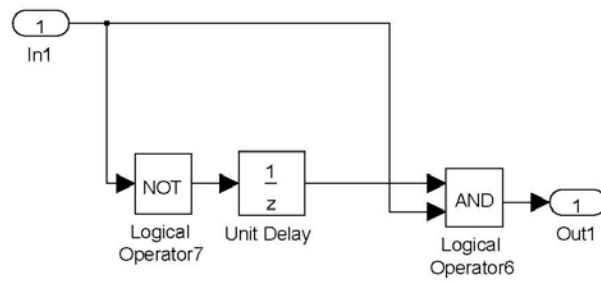 1
In1
NOT
1
z
AND
1
Logical
Operator7
Unit Delay
Logical
Operator6
Out1